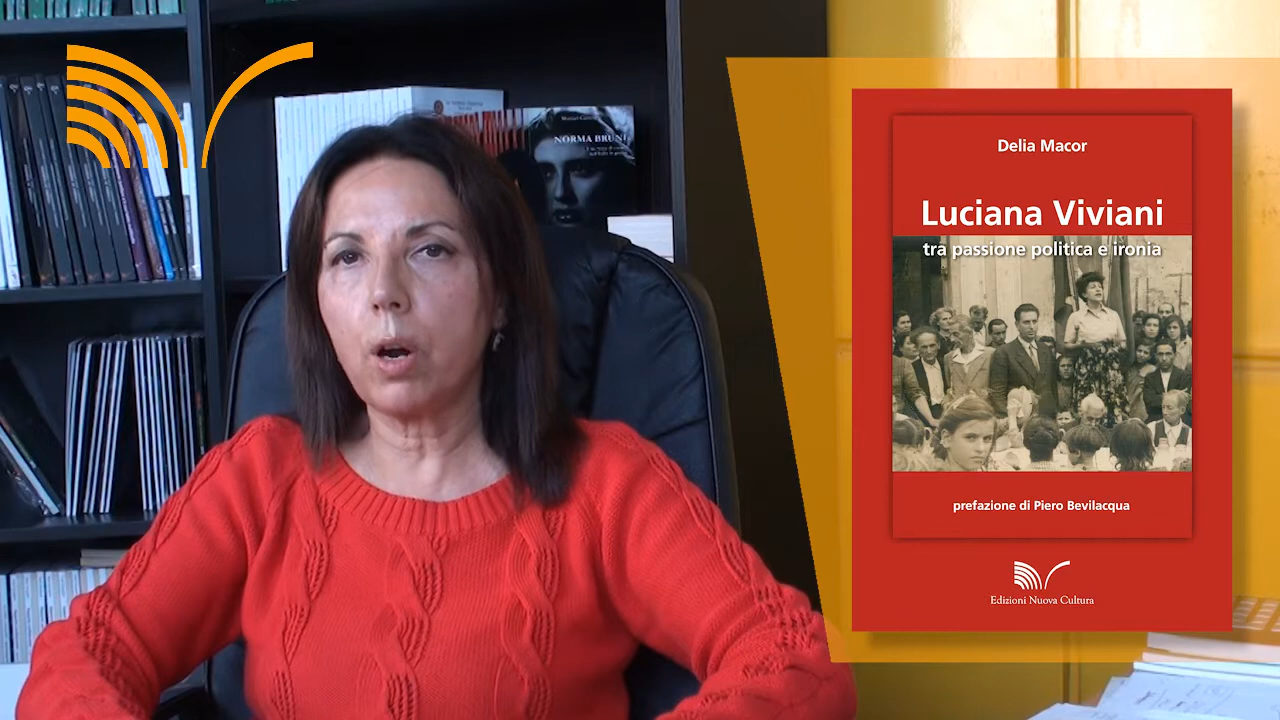 NORMA BRUNI
Delia Macor
Luciana Viviani
tra passione politica e ironia
prefazione di Piero Bevilacqua
Edizioni Nuova Cultura